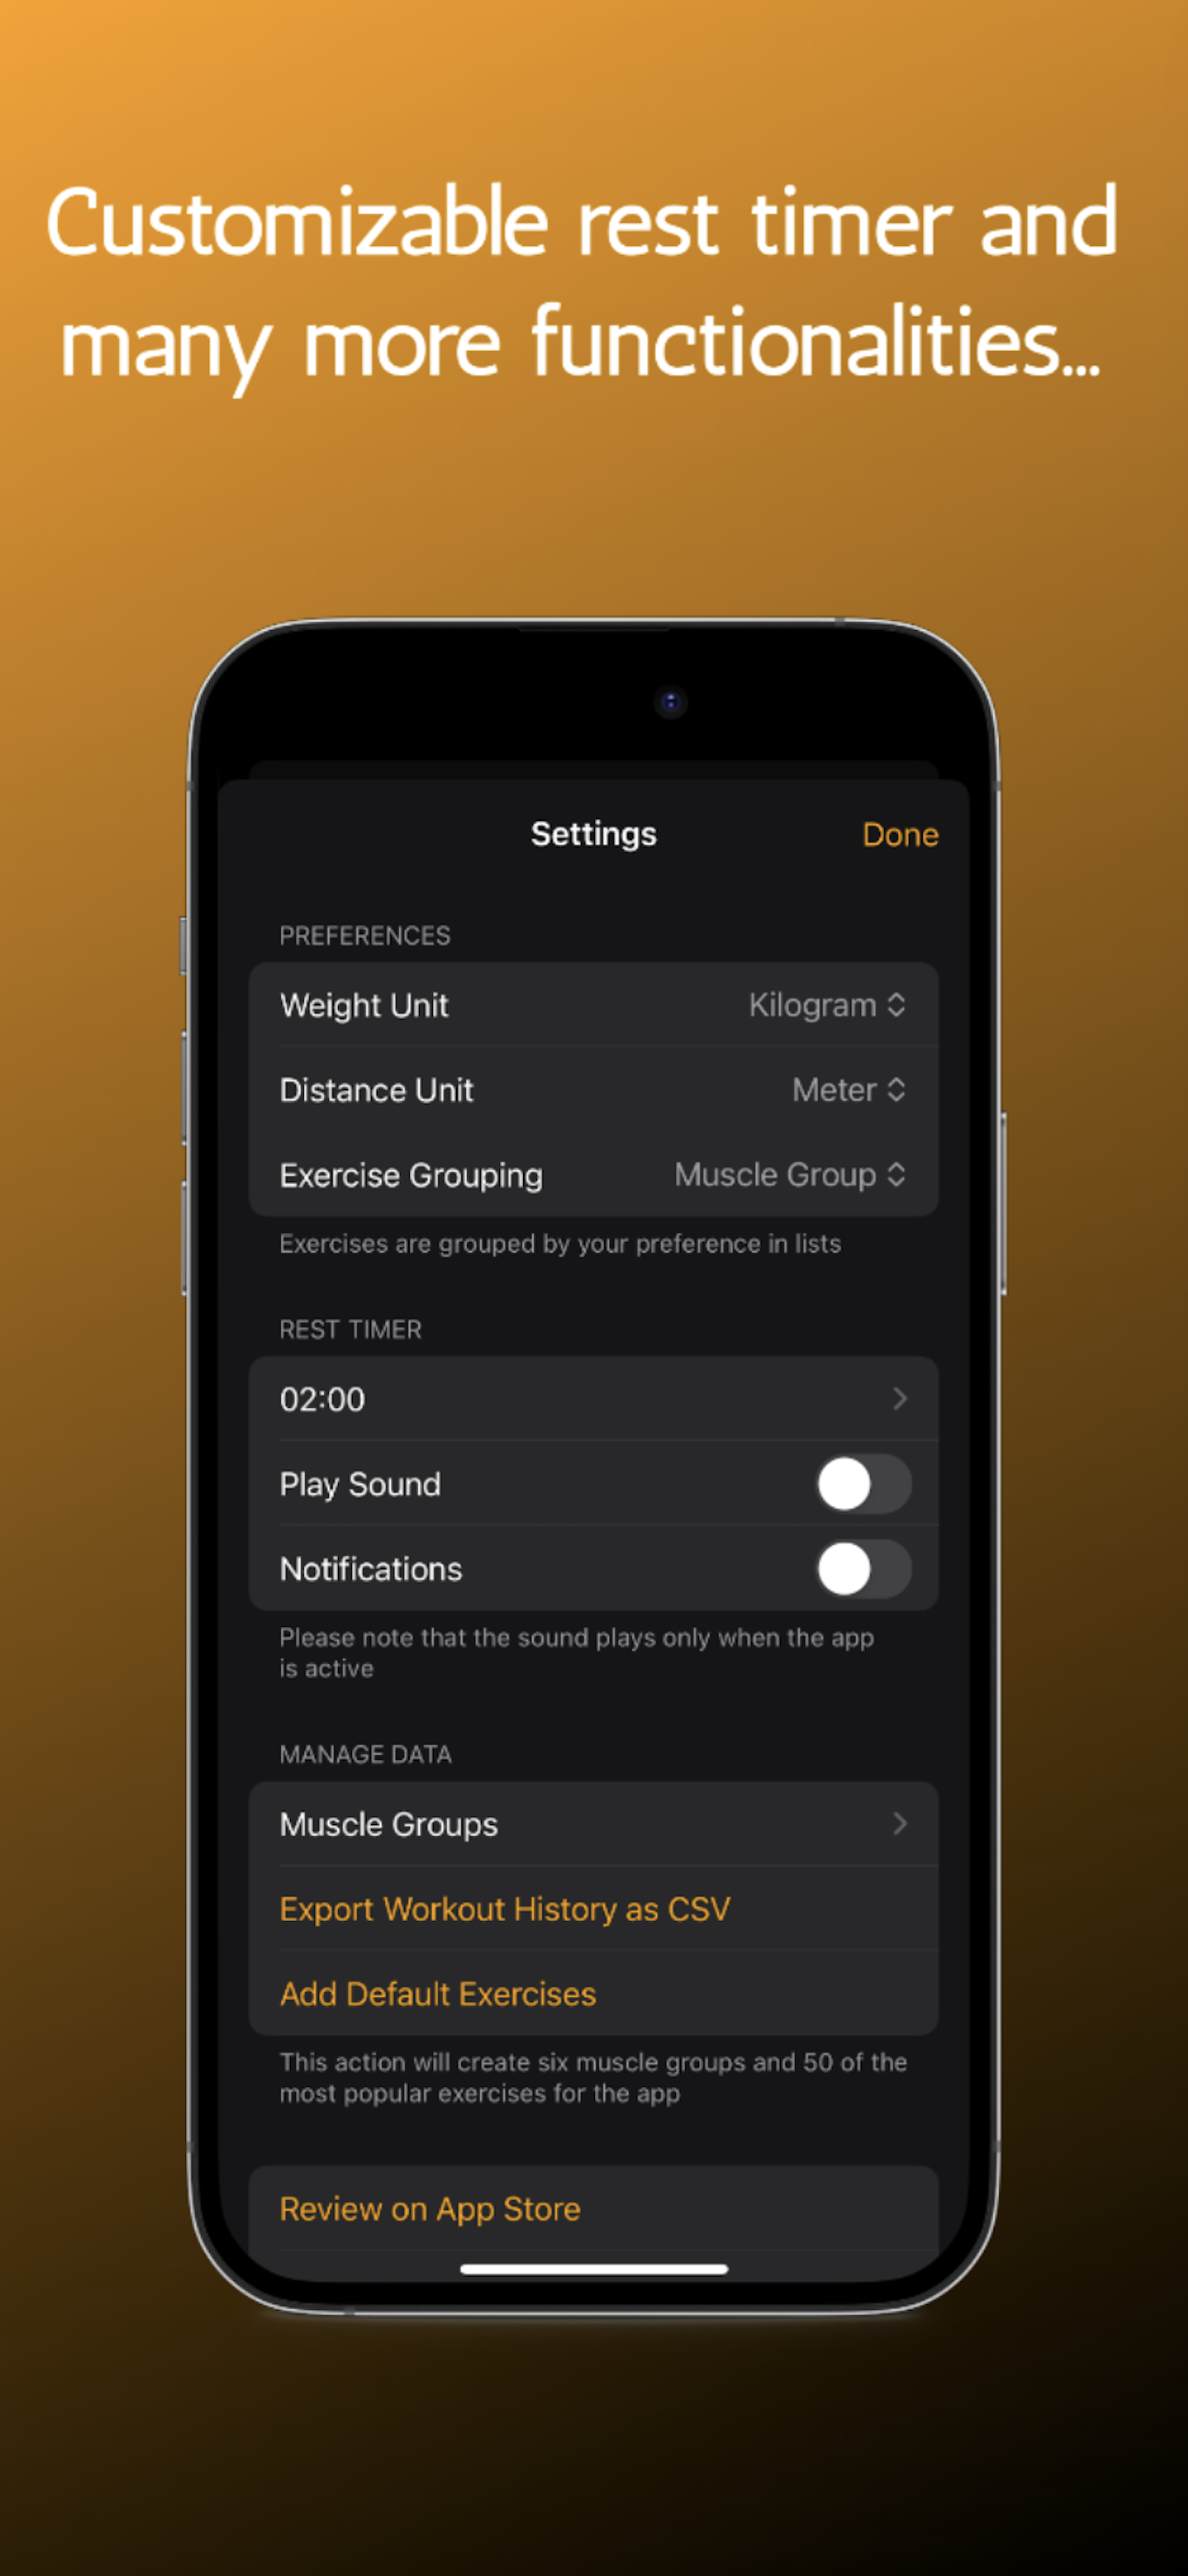 Customizable rest timer and
many more functionalities...
Settings
Done
PREFERENCES
Weight Unit
Kilogram
Distance Unit
Meter
Exercise Grouping
Muscle Group
Exercises are grouped by your preference in lists
REST TIMER
02:00
Play Sound
Notifications
Please note that the sound plays only when the app
is active
MANAGE DATA
Muscle Groups
Export Workout History as CSV
Add Default Exercises
This action will create six muscle groups and 50 of the
most popular exercises for the app
Review on App Store